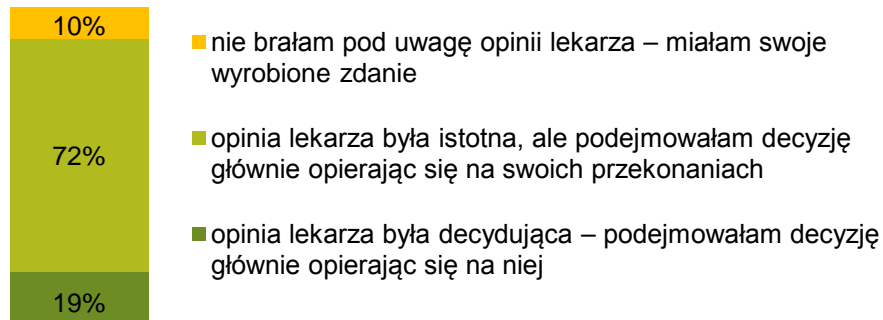 10%
72%
19%
nie brałam pod uwagę opinii lekarza – miałam swoje
wyrobione zdanie
opinia lekarza była istotna, ale podejmowałam decyzję
głównie opierając się na swoich przekonaniach
opinia lekarza była decydująca – podejmowałam decyzję
głównie opierając się na niej